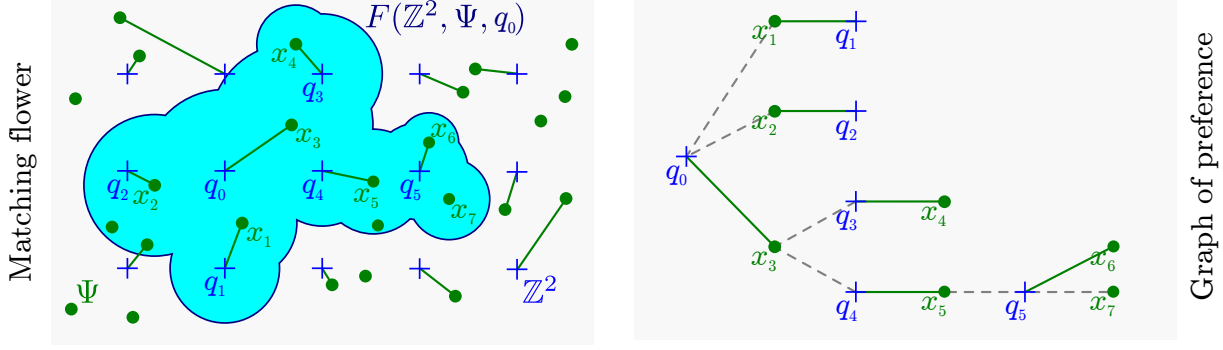 Matching flower
F(ℤ², Ψ, q₀)
x₄
q₃
x₃
x₆
q₂
x₂
q₀
q₄
x₅
q₅
x₇
x₁
q₁
Ψ
ℤ²
x₁
q₁
x₂
q₂
q₀
q₃
x₄
x₃
x₆
q₄
x₅
q₅
x₇
Graph of preference